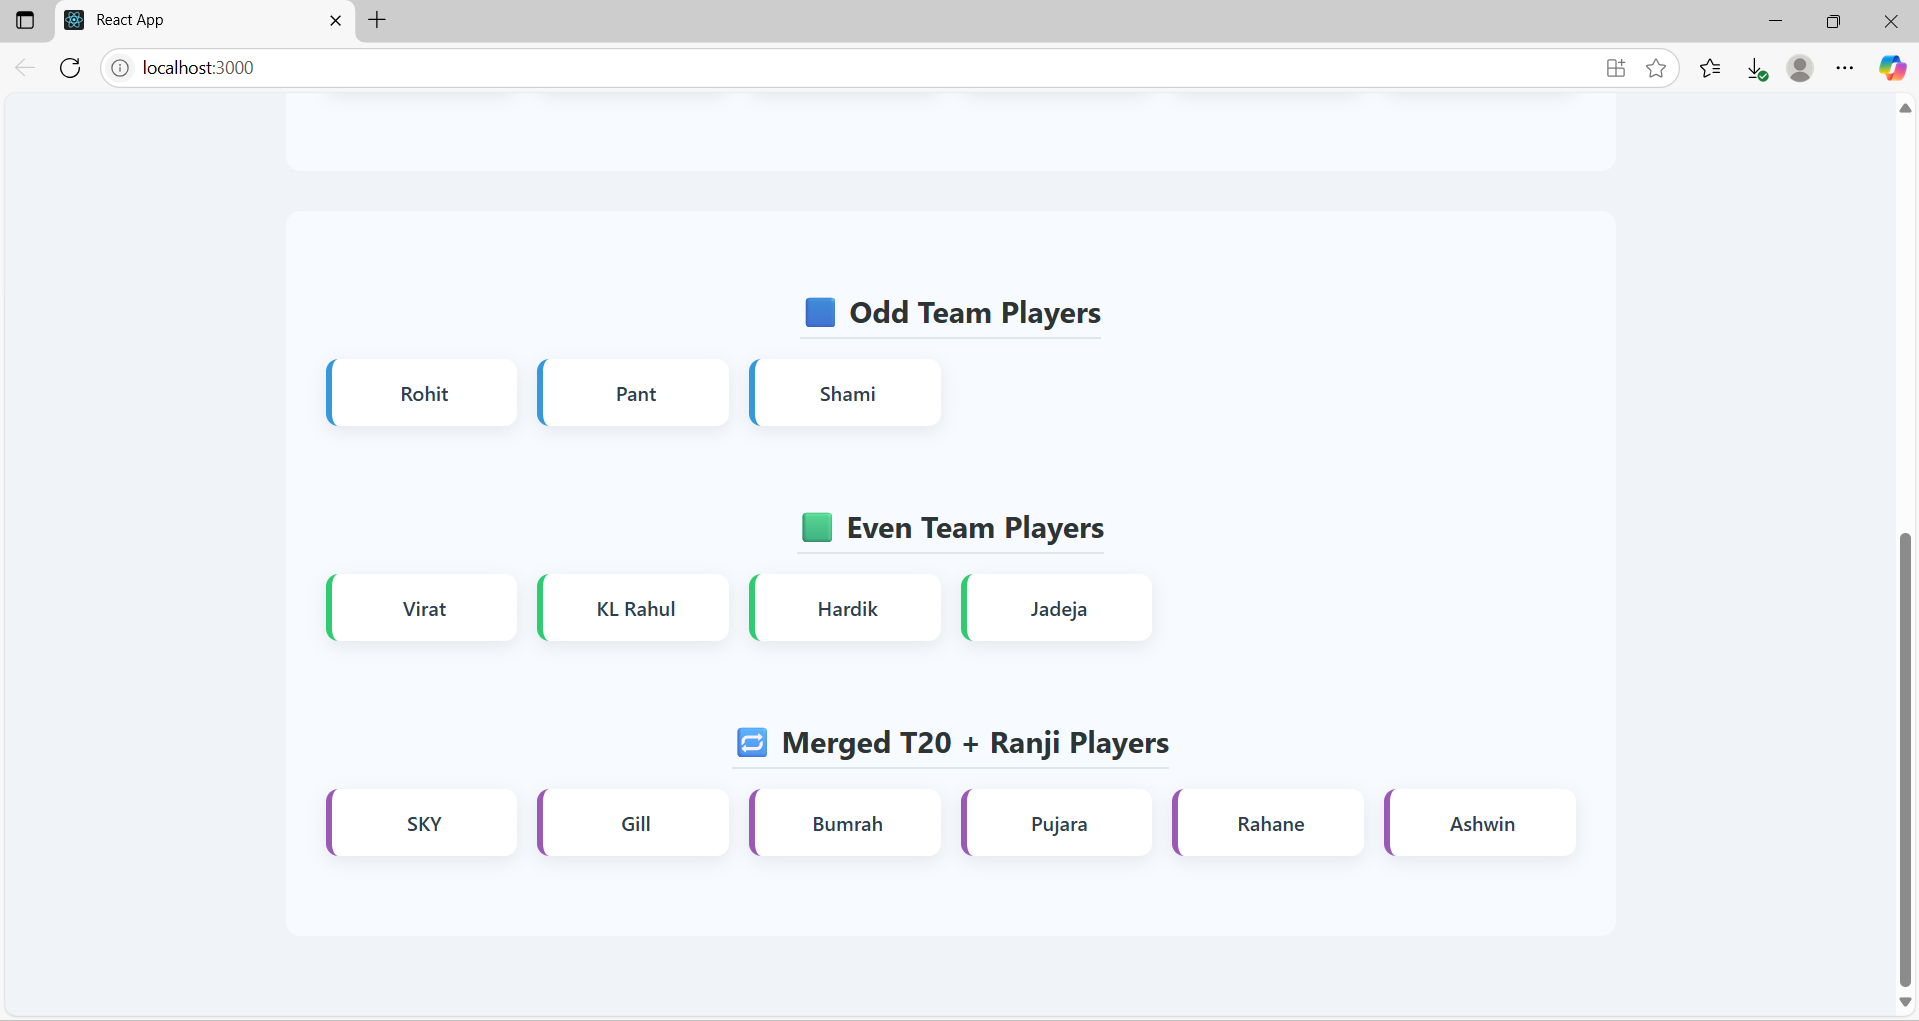 React App
localhost:3000
Odd Team Players
Rohit Pant Shami
Even Team Players
Virat KL Rahul Hardik Jadeja
Merged T20 + Ranji Players
SKY Gill Bumrah Pujara Rahane Ashwin